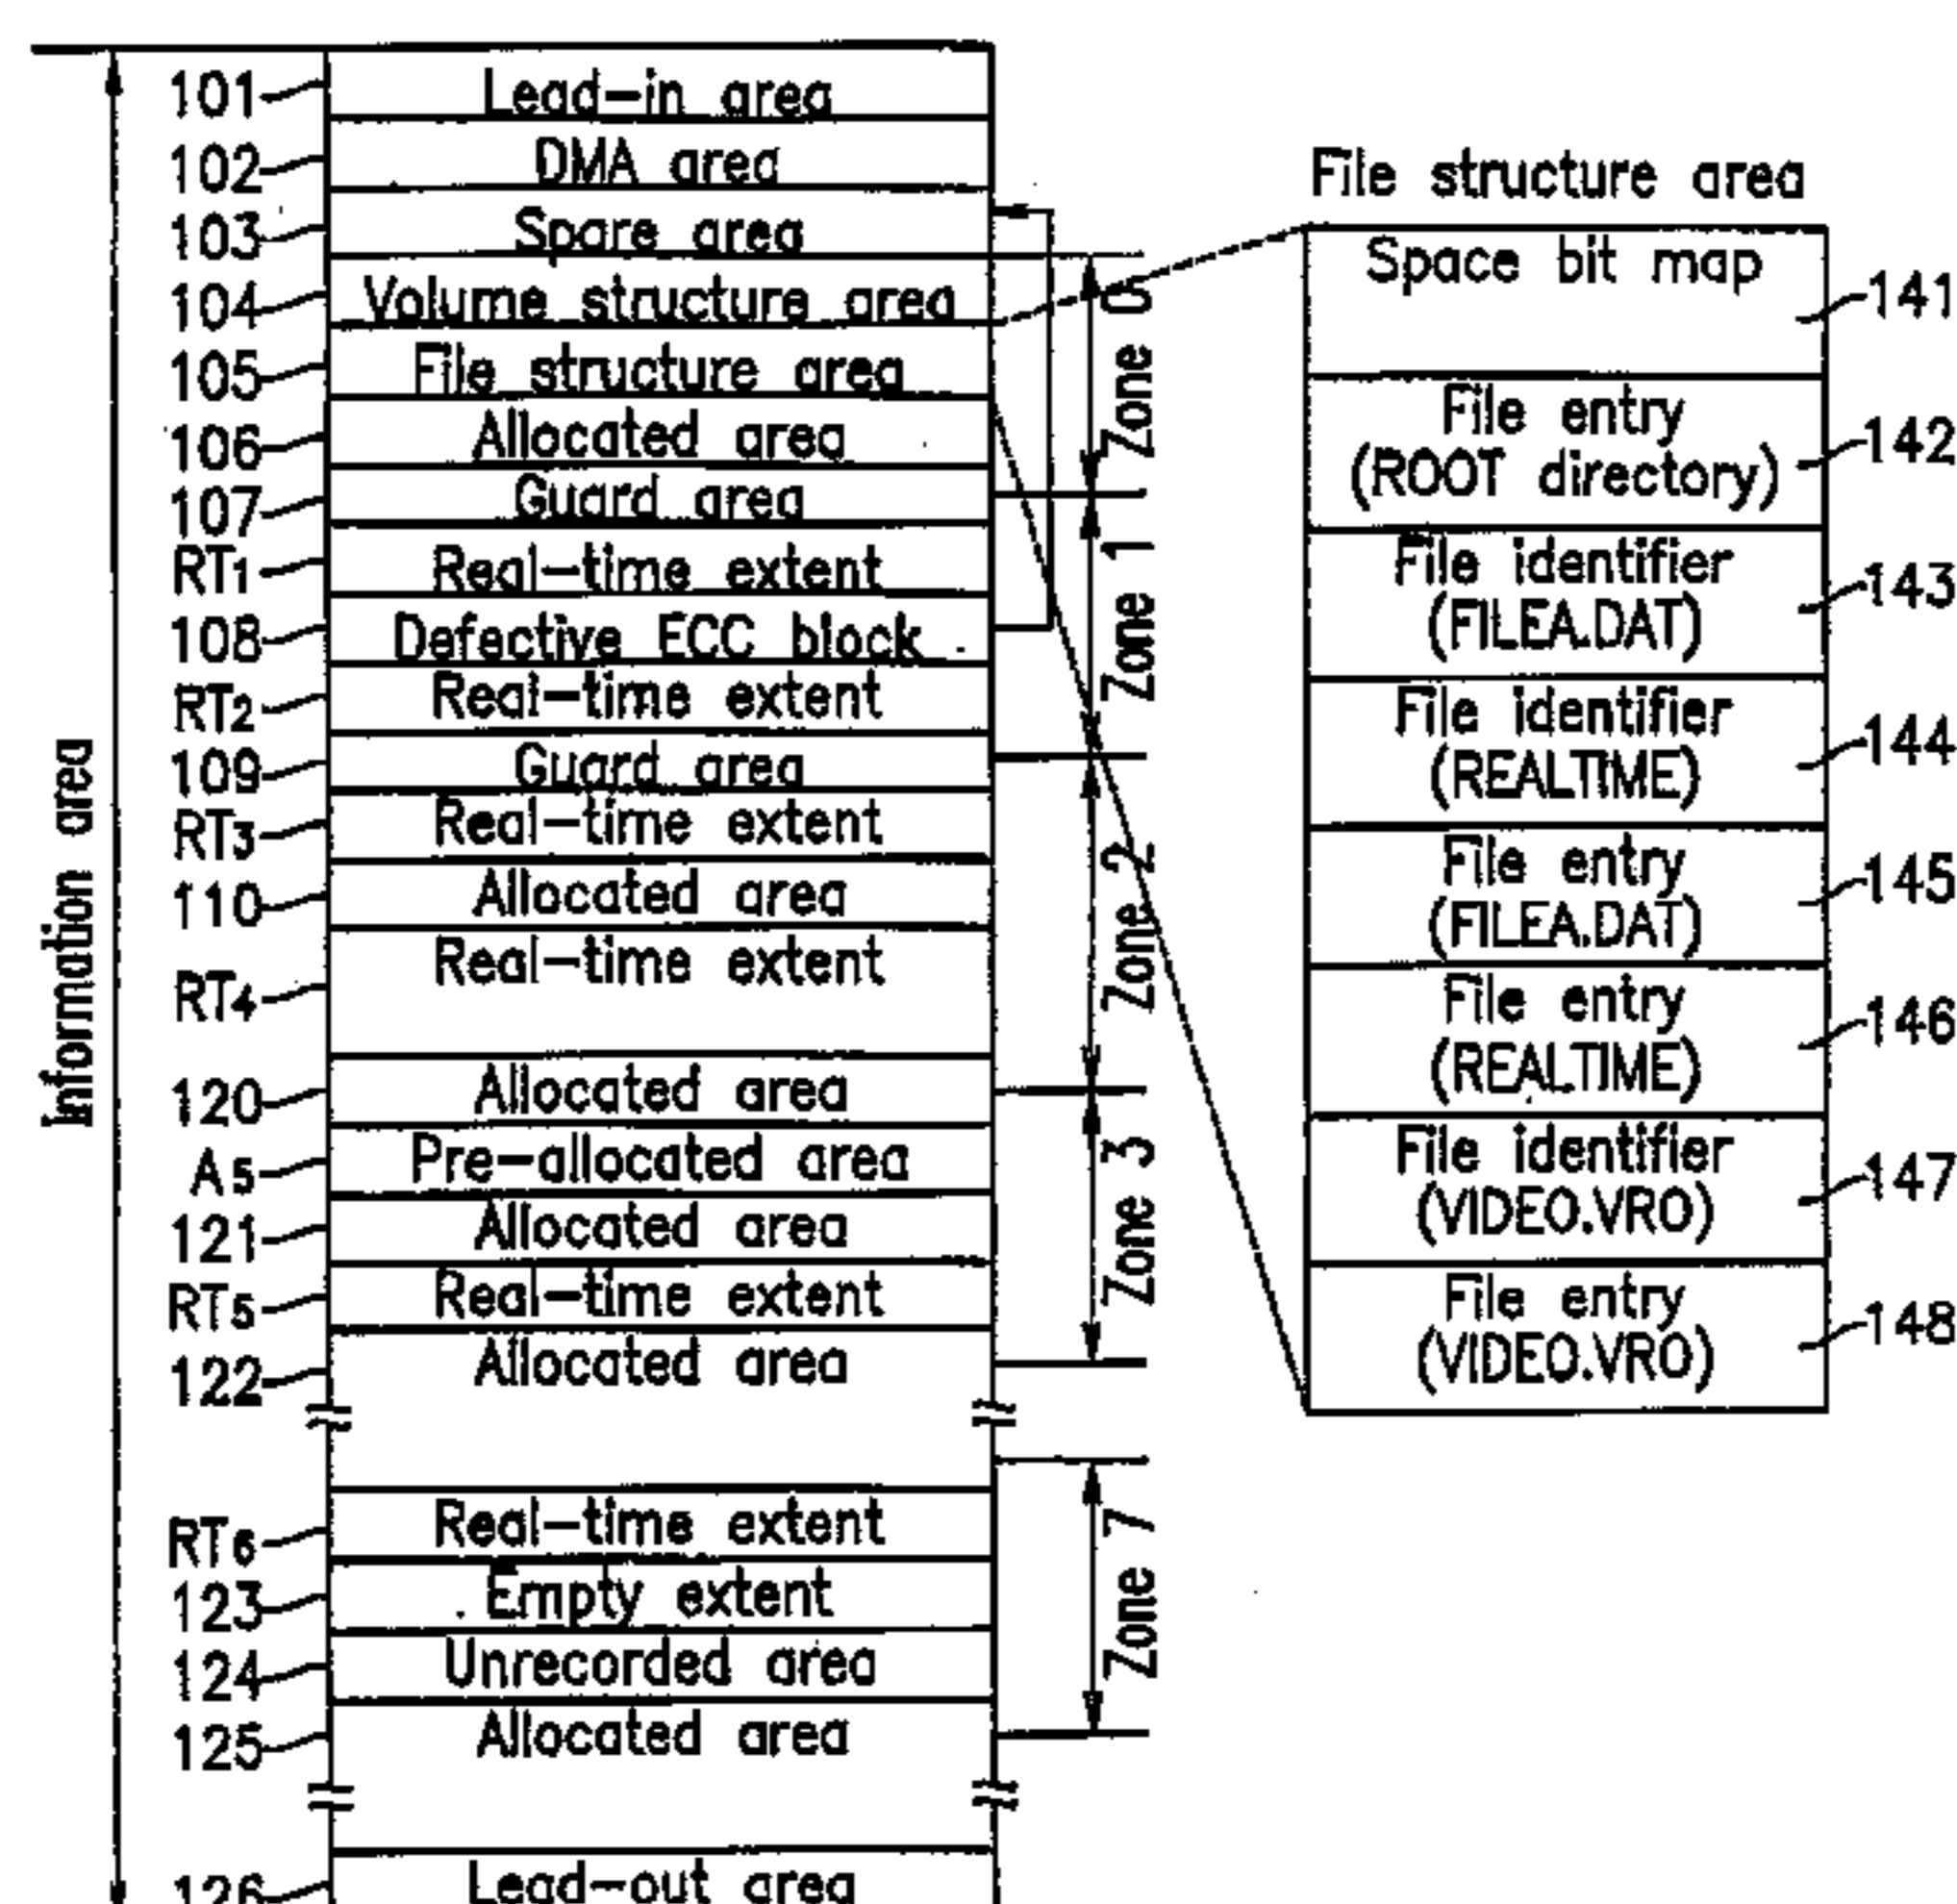 101 Lead-in area
102 DMA area
103 Spare area
104 Volume structure area
105 File structure area
106 Allocated area
107 Guard area
RT1 Real-time extent
108 Defective ECC block
RT2 Real-time extent
109 Guard area
RT3 Real-time extent
110 Allocated area
RT4 Real-time extent
120 Allocated area
A5 Pre-allocated area
121 Allocated area
RT5 Real-time extent
122 Allocated area
RT6 Real-time extent
123 Empty extent
124 Unrecorded area
125 Allocated area
126 Lead-out area
Information area
Zone 0
Zone 1
Zone 2
Zone 3
Zone 7
File structure area
Space bit map
141
File entry
(ROOT directory)
142
File identifier
(FILEA.DAT)
143
File identifier
(REALTIME)
144
File entry
(FILEA.DAT)
145
File entry
(REALTIME)
146
File identifier
(VIDEO.VRO)
147
File entry
(VIDEO.VRO)
148